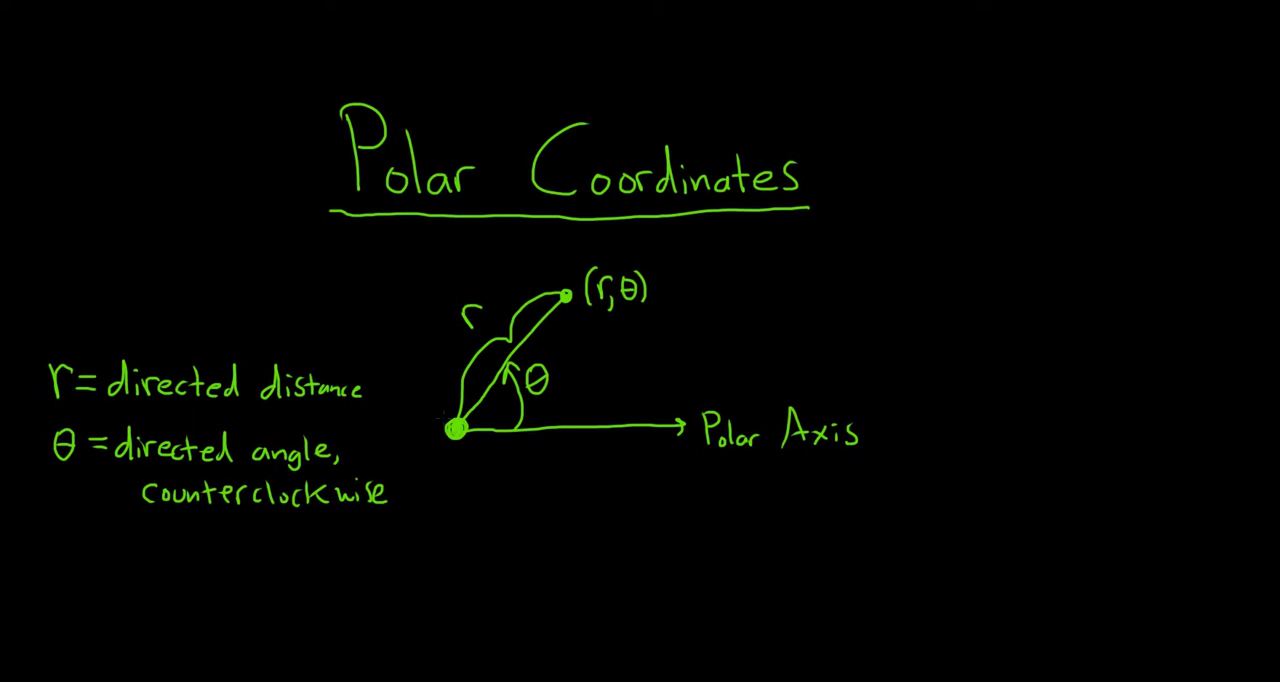 Polar Coordinates
(r, θ)
r
θ
r = directed distance
Polar Axis
θ = directed angle,
counterclockwise